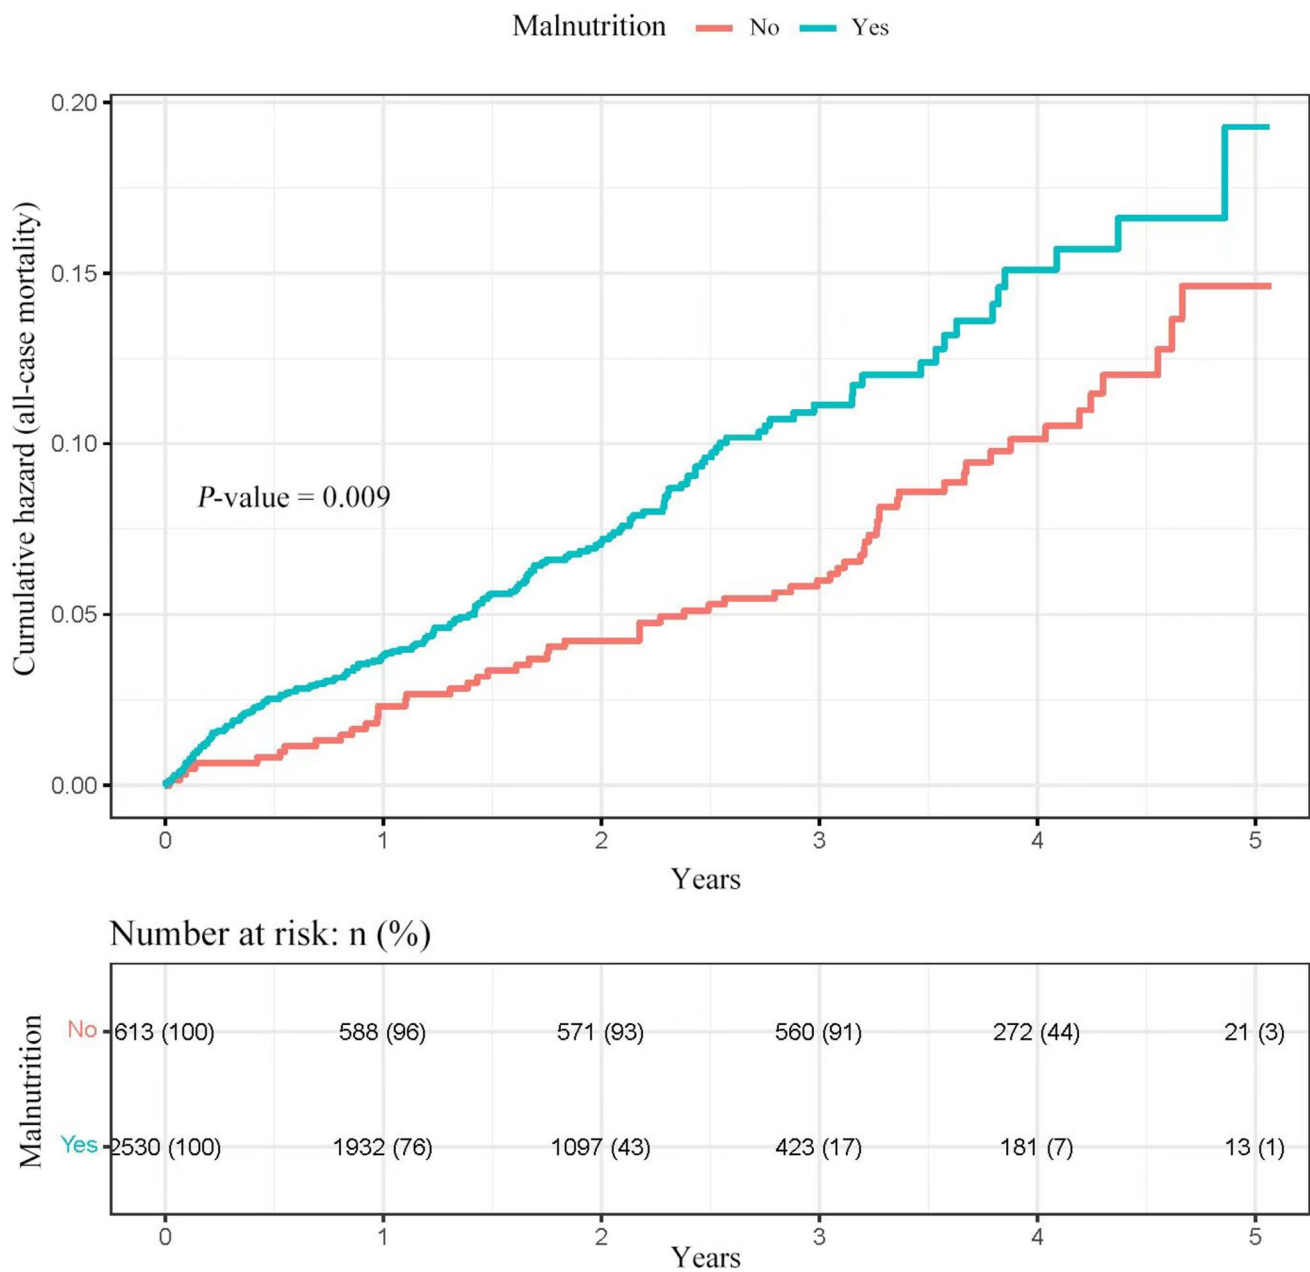 Malnutrition No Yes
Cumulative hazard (all-case mortality)
0.20
0.15
0.10
0.05
0.00
P-value = 0.009
0 1 2 3 4 5
Years
Number at risk: n (%)
Malnutrition
No 613 (100) 588 (96) 571 (93) 560 (91) 272 (44) 21 (3)
Yes 2530 (100) 1932 (76) 1097 (43) 423 (17) 181 (7) 13 (1)
0 1 2 3 4 5
Years